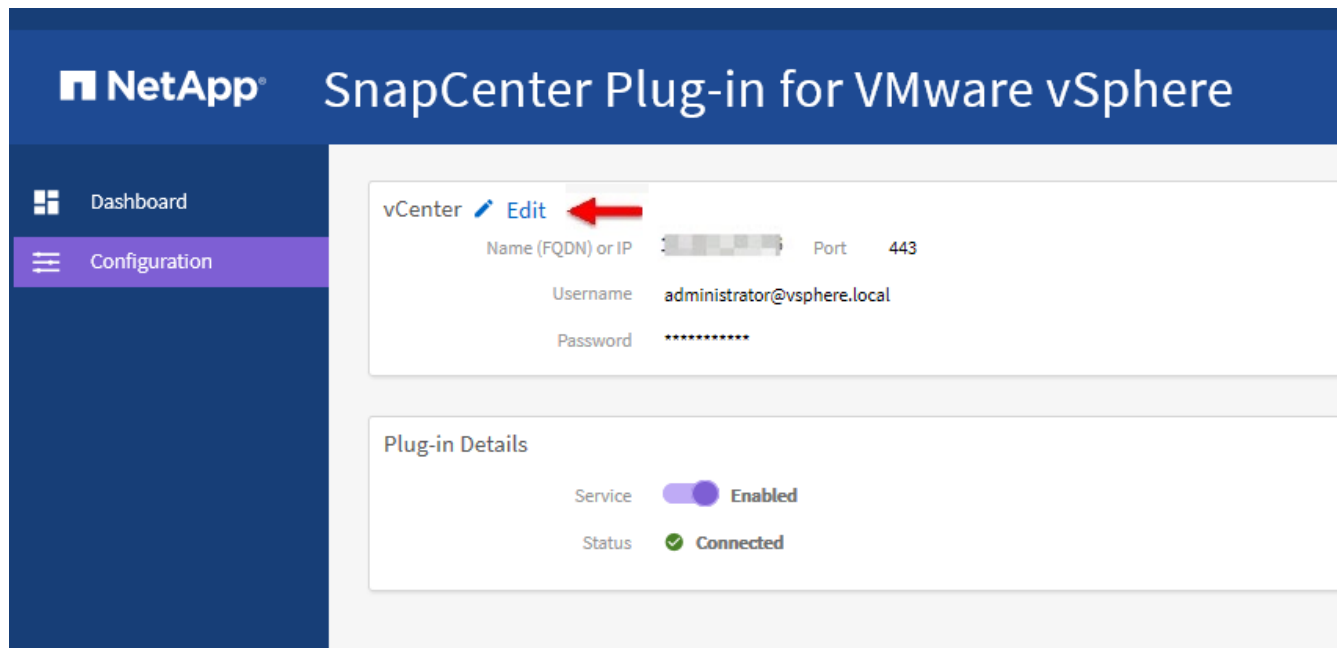 NetApp®
SnapCenter Plug-in for VMware vSphere
Dashboard
Configuration
vCenter Edit
Name (FQDN) or IP Port 443
Username administrator@vsphere.local
Password ***********
Plug-in Details
Service Enabled
Status Connected